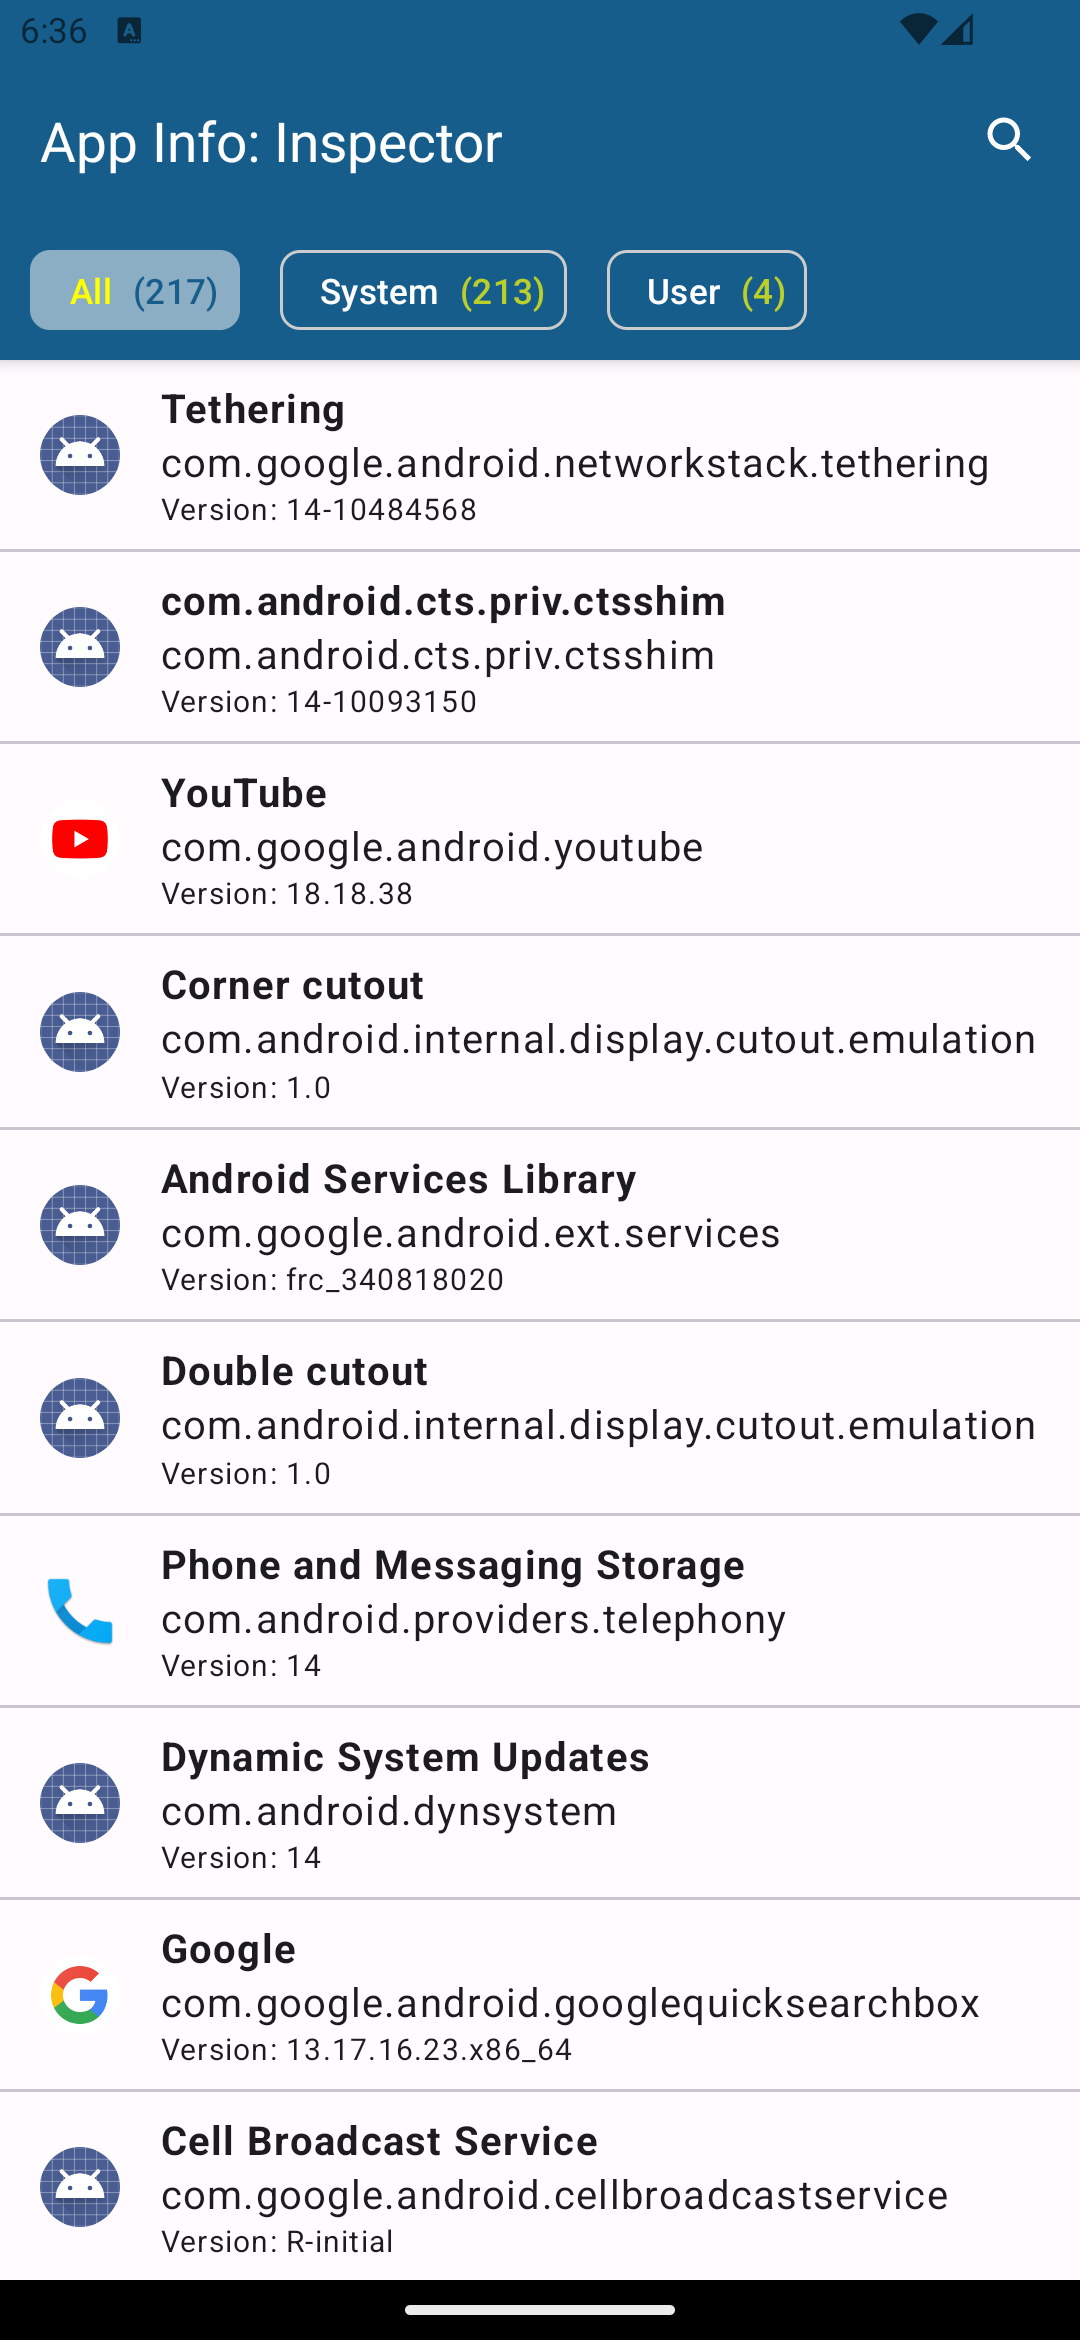 6:36
App Info: Inspector
All (217) System (213) User (4)
Tethering
com.google.android.networkstack.tethering
Version: 14-10484568
com.android.cts.priv.ctsshim
com.android.cts.priv.ctsshim
Version: 14-10093150
YouTube
com.google.android.youtube
Version: 18.18.38
Corner cutout
com.android.internal.display.cutout.emulation
Version: 1.0
Android Services Library
com.google.android.ext.services
Version: frc_340818020
Double cutout
com.android.internal.display.cutout.emulation
Version: 1.0
Phone and Messaging Storage
com.android.providers.telephony
Version: 14
Dynamic System Updates
com.android.dynsystem
Version: 14
Google
com.google.android.googlequicksearchbox
Version: 13.17.16.23.x86_64
Cell Broadcast Service
com.google.android.cellbroadcastservice
Version: R-initial